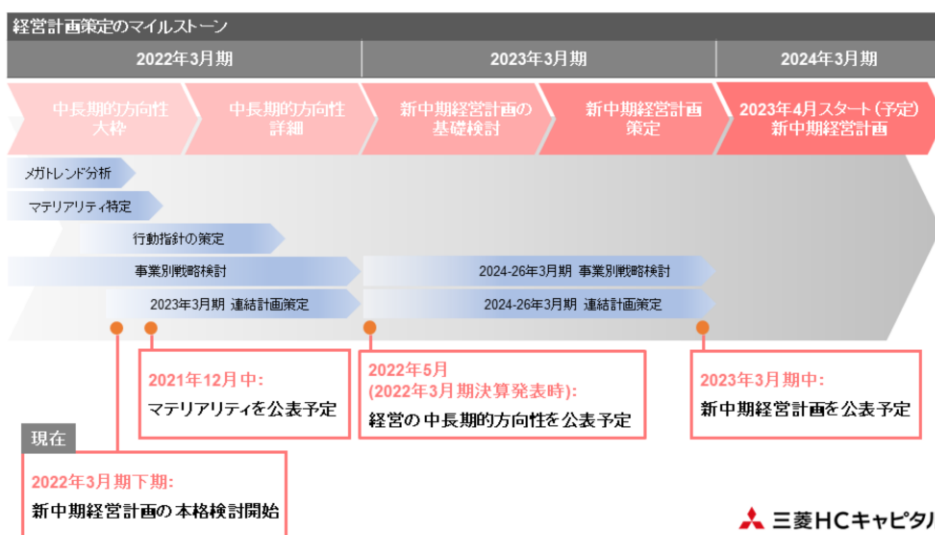 経営計画策定のマイルストーン
2022年3月期
2023年3月期
2024年3月期
中長期的方向性
大枠
中長期的方向性
詳細
新中期経営計画の
基礎検討
新中期経営計画
策定
2023年4月スタート(予定)
新中期経営計画
メガトレンド分析
マテリアリティ特定
行動指針の策定
事業別戦略検討
2024-26年3月期 事業別戦略検討
2023年3月期 連結計画策定
2024-26年3月期 連結計画策定
2021年12月中:
マテリアリティを公表予定
2022年5月
(2022年3月期決算発表時):
経営の中長期的方向性を公表予定
2023年3月期中:
新中期経営計画を公表予定
現在
2022年3月期下期:
新中期経営計画の本格検討開始
三菱HCキャピタル